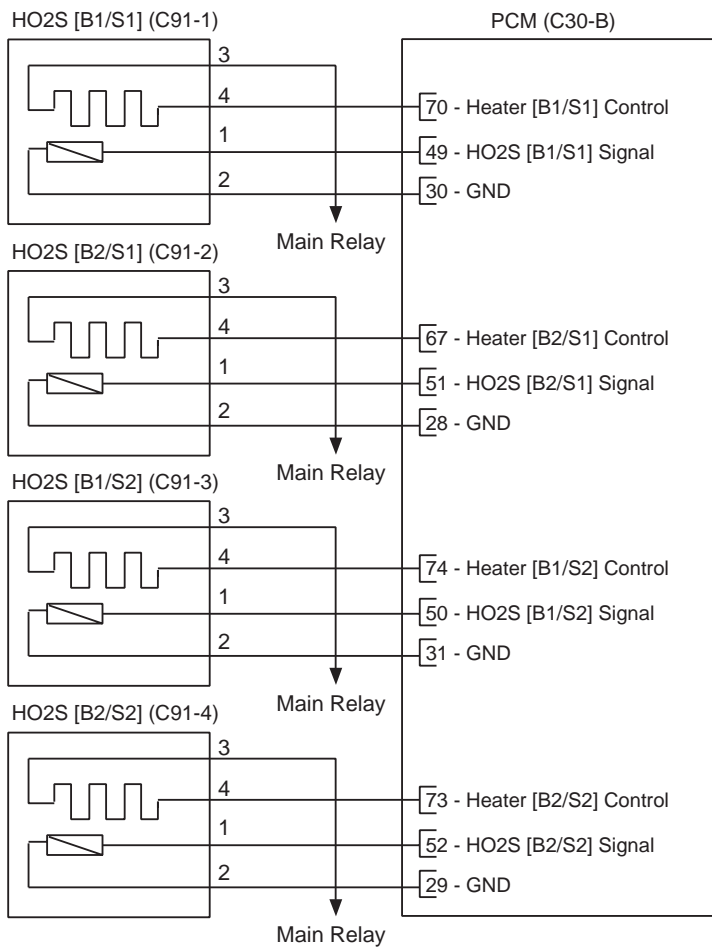 HO2S [B1/S1] (C91-1)
PCM (C30-B)
3
4
70 - Heater [B1/S1] Control
1
49 - HO2S [B1/S1] Signal
2
30 - GND
Main Relay
HO2S [B2/S1] (C91-2)
3
4
67 - Heater [B2/S1] Control
1
51 - HO2S [B2/S1] Signal
2
28 - GND
Main Relay
HO2S [B1/S2] (C91-3)
3
4
74 - Heater [B1/S2] Control
1
50 - HO2S [B1/S2] Signal
2
31 - GND
Main Relay
HO2S [B2/S2] (C91-4)
3
4
73 - Heater [B2/S2] Control
1
52 - HO2S [B2/S2] Signal
2
29 - GND
Main Relay